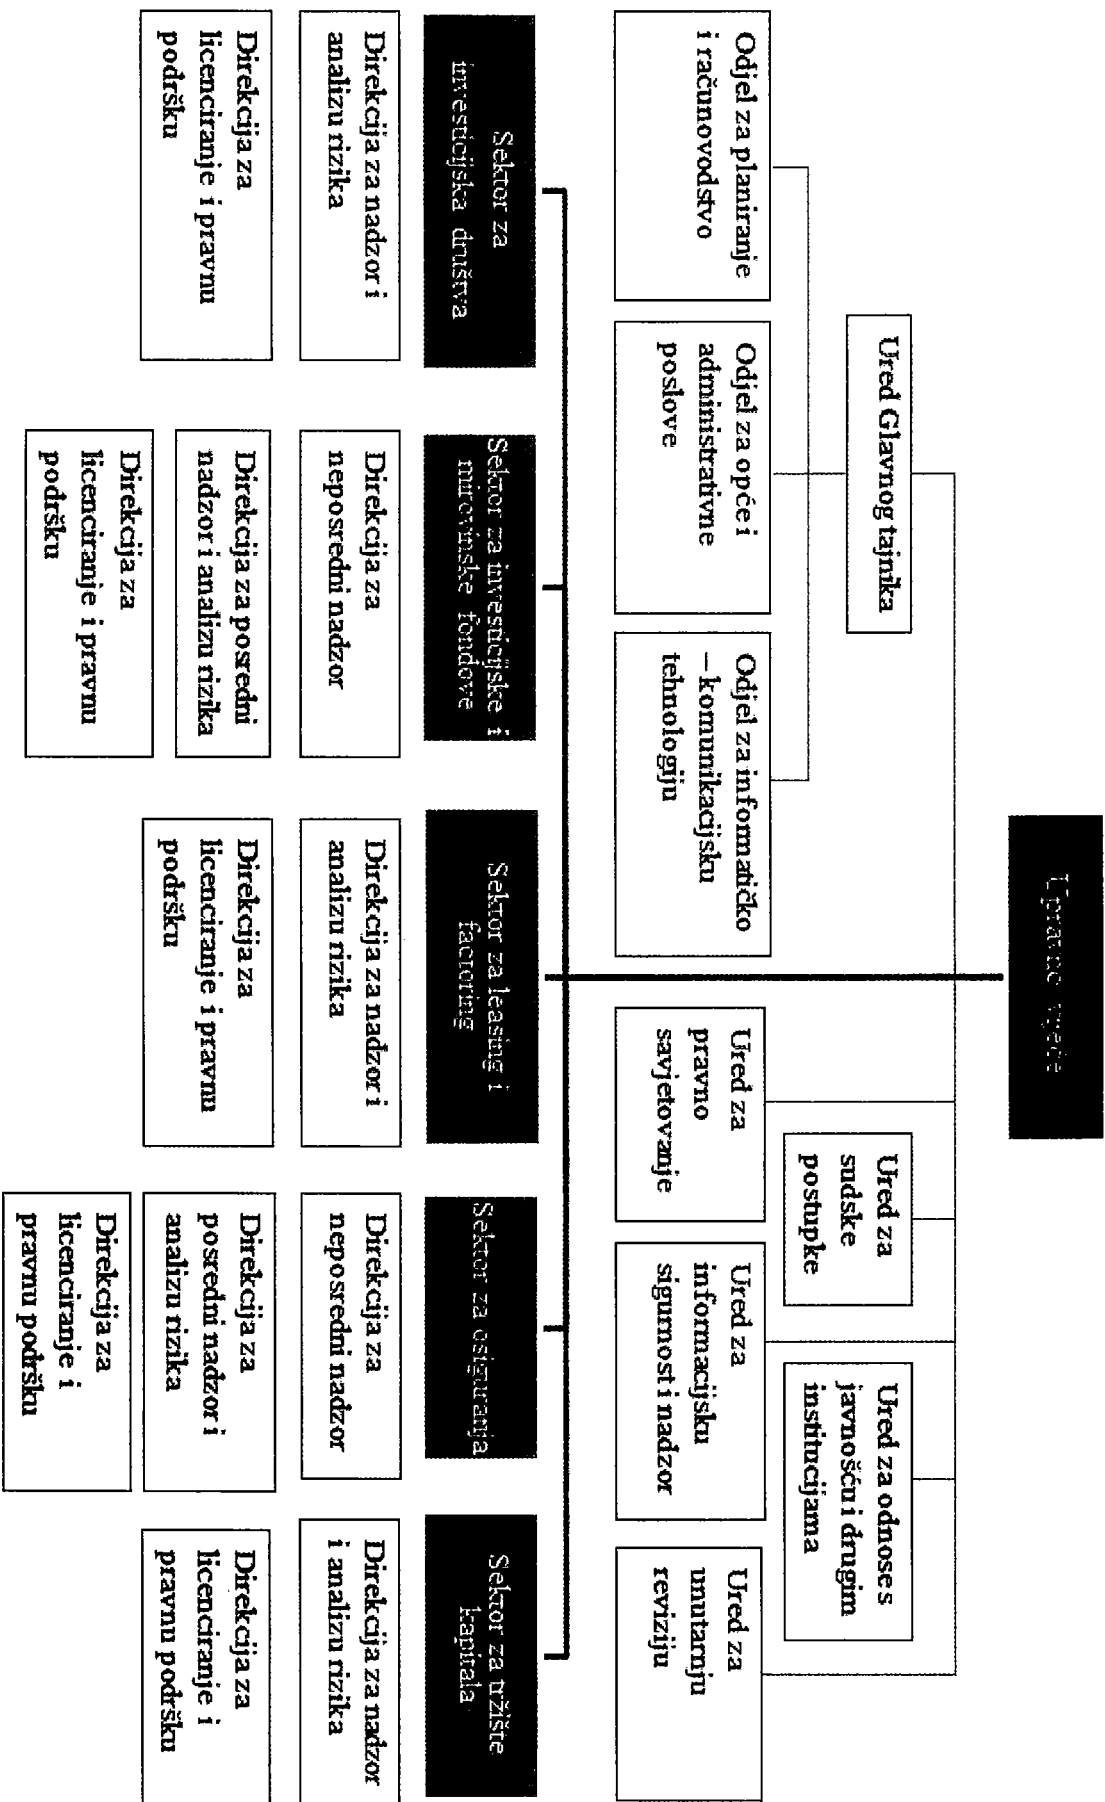 Upravno vijeće
Ured Glavnog tajnika
Odjel za planiranje
i računovodstvo
Odjel za opće i
administrativne
poslove
Odjel za informatičko
– komunikacijsku
tehnologiju
Ured za
pravno
savjetovanje
Ured za
sudske
postupke
Ured za
informacijsku
sigurnost i nadzor
Ured za odnose s
javnošću i drugim
institucijama
Ured za
unutarnju
reviziju
Sektor za
investicijska društva
Direkcija za nadzor i
analizu rizika
Direkcija za
licenciranje i pravnu
podršku
Sektor za investicijske i
mirovinske fondove
Direkcija za
neposredni nadzor
Direkcija za posredni
nadzor i analizu rizika
Direkcija za
licenciranje i pravnu
podršku
Sektor za leasing i
factoring
Direkcija za nadzor i
analizu rizika
Direkcija za
licenciranje i pravnu
podršku
Sektor za osiguranja
Direkcija za
neposredni nadzor
Direkcija za
posredni nadzor i
analizu rizika
Direkcija za
licenciranje i
pravnu podršku
Sektor za tržište
kapitala
Direkcija za nadzor
i analizu rizika
Direkcija za
licenciranje i
pravnu podršku